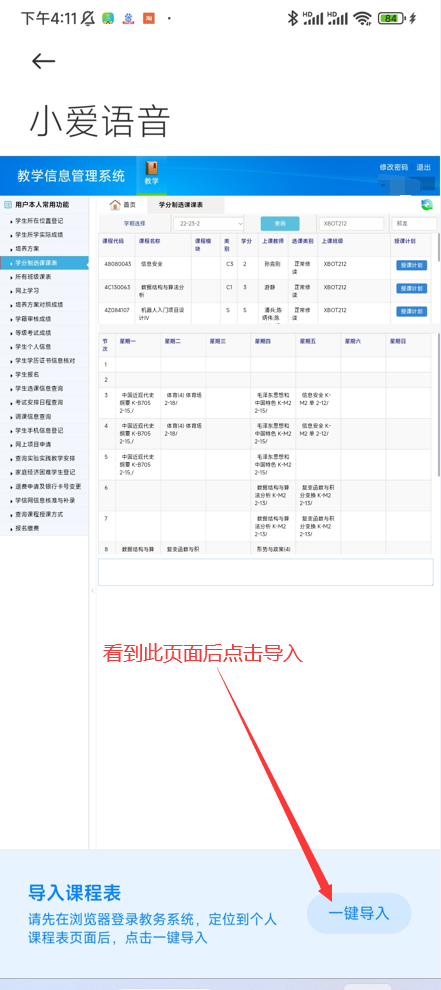 下午4:11
84
小爱语音
教学信息管理系统
教学
修改密码 退出
用户本人常用功能
首页 学分制选课课表
学生所在位置登记
学生所学实际成绩
培养方案
学分制选课课表
所有班级课表
网上学习
培养方案对照成绩
学籍审核成绩
等级考试成绩
学生个人信息
学生学历证书信息核对
学生报名
学生选课信息查询
考试安排日程查询
调课信息查询
学生手机信息登记
网上项目申请
查询实验实践教学安排
家庭经济困难学生登记
退费申请及银行卡号变更
学信网信息核准与补录
查询课程授课方式
报名缴费
学期选择 22-23-2 查询 XBOT212
课程代码 课程名称 课程模块 类别 学分 上课教师 选课类别 上课班级 授课计划
48080043 信息安全 C3 2 孙克刚 正常修读 XBOT212 授课计划
4C130063 数据结构与算法分析 C1 3 游静 正常修读 XBOT212 授课计划
4Z084107 机器人入门项目设计IV S 5 正常修读 XBOT212 授课计划
节次 星期一 星期二 星期三 星期四 星期五 星期六 星期日
1
2
3 中国近现代史纲要 K-B705 2-15,/ 体育(4) 体育场 2-18/ 毛泽东思想和中国特色 K-M2 2-15/ 信息安全 K-M2 单 2-12/
4 中国近现代史纲要 K-B705 2-15,/ 体育(4) 体育场 2-18/ 毛泽东思想和中国特色 K-M2 2-15/ 信息安全 K-M2 单 2-12/
5 中国近现代史纲要 K-B705 2-15,/ 毛泽东思想和中国特色 K-M2 2-15/
6 数据结构与算法分析 K-M2 2-13/ 复变函数与积分变换 K-M2 2-13/
7 数据结构与算法分析 K-M2 2-13/ 复变函数与积分变换 K-M2 2-13/
8 数据结构与算 复变函数与积 形势与政策(4)
看到此页面后点击导入
导入课程表
请先在浏览器登录教务系统，定位到个人
课程表页面后，点击一键导入
一键导入